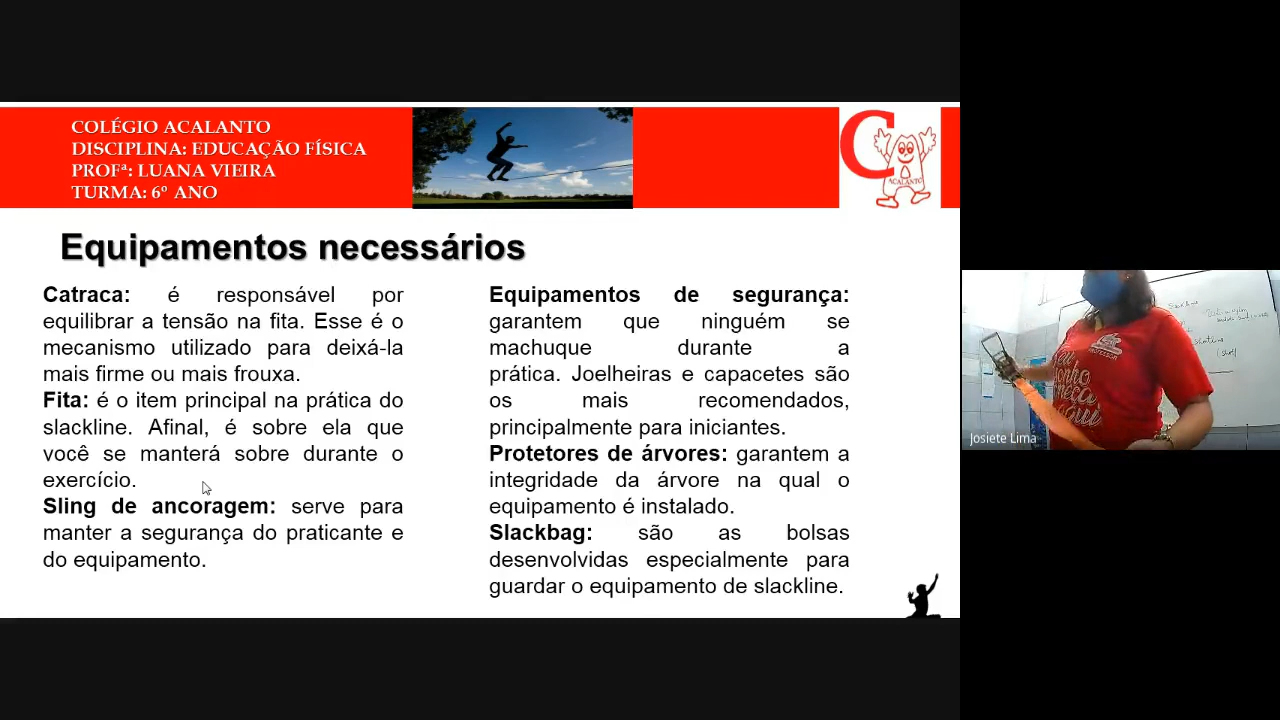 COLÉGIO ACALANTO
DISCIPLINA: EDUCAÇÃO FÍSICA
PROFª: LUANA VIEIRA
TURMA: 6º ANO
C
ACALANTO
Equipamentos necessários
Catraca: é responsável por
equilibrar a tensão na fita. Esse é o
mecanismo utilizado para deixá-la
mais firme ou mais frouxa.
Fita: é o item principal na prática do
slackline. Afinal, é sobre ela que
você se manterá sobre durante o
exercício.
Sling de ancoragem: serve para
manter a segurança do praticante e
do equipamento.
Equipamentos de segurança:
garantem que ninguém se
machuque durante a
prática. Joelheiras e capacetes são
os mais recomendados,
principalmente para iniciantes.
Protetores de árvores: garantem a
integridade da árvore na qual o
equipamento é instalado.
Slackbag: são as bolsas
desenvolvidas especialmente para
guardar o equipamento de slackline.
Slackline
PROFESSOR
Josiete Lima